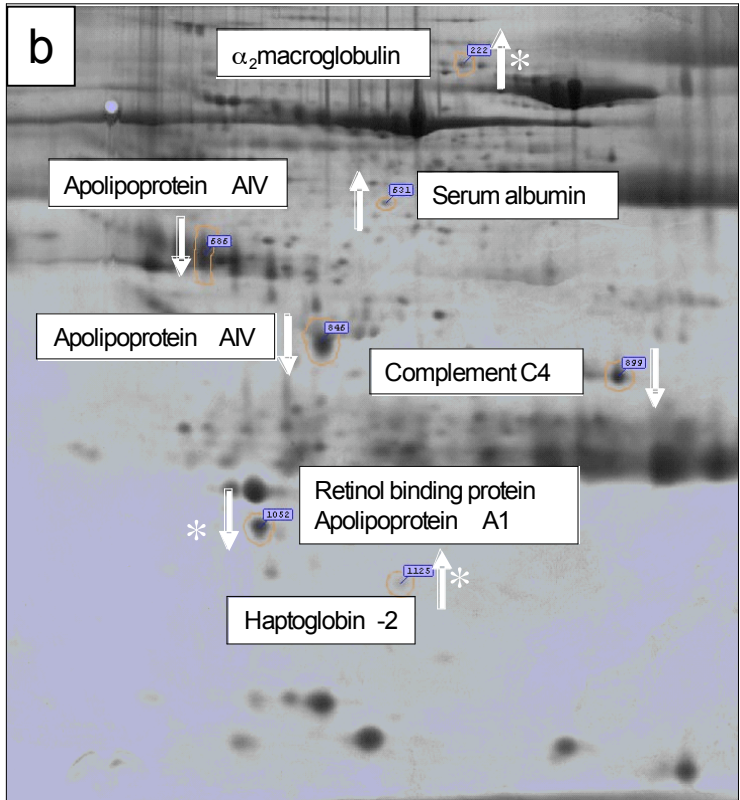 b
α2macroglobulin
222
*
Apolipoprotein AIV
631
Serum albumin
686
Apolipoprotein AIV
846
Complement C4
899
Retinol binding protein
Apolipoprotein A1
1052
*
1125
*
Haptoglobin -2